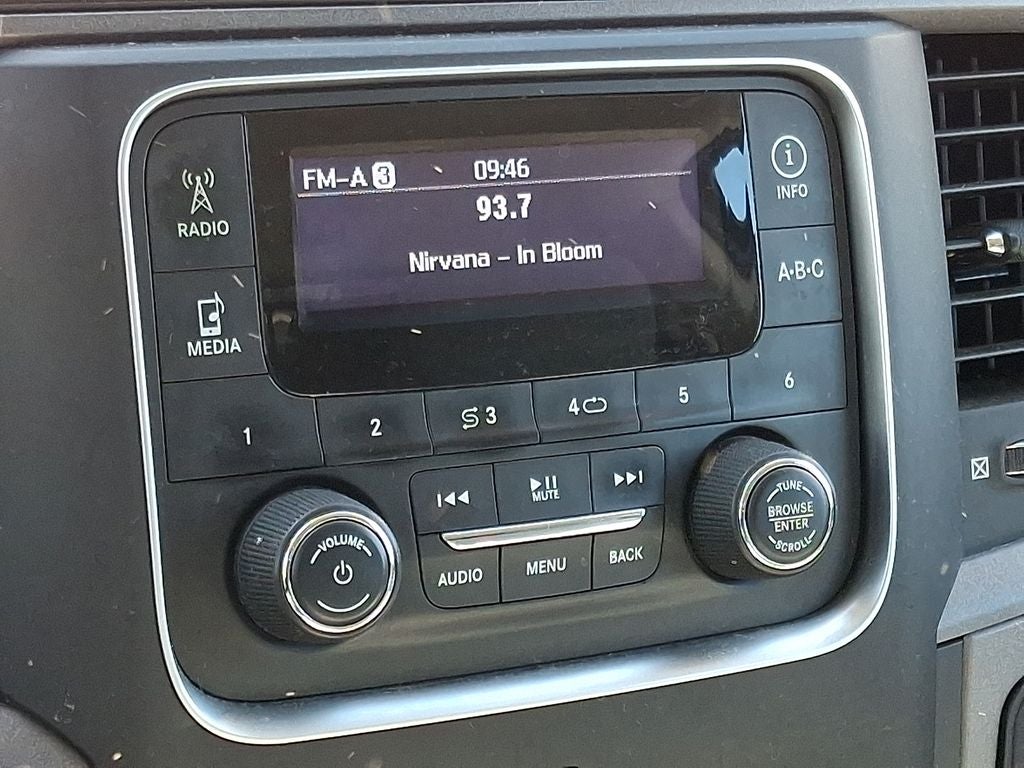 FM-A 3 09:46
93.7
Nirvana - In Bloom
RADIO
MEDIA
INFO
A·B·C
1 2 3 4 5 6
MUTE
AUDIO MENU BACK
VOLUME
TUNE
BROWSE
ENTER
SCROLL